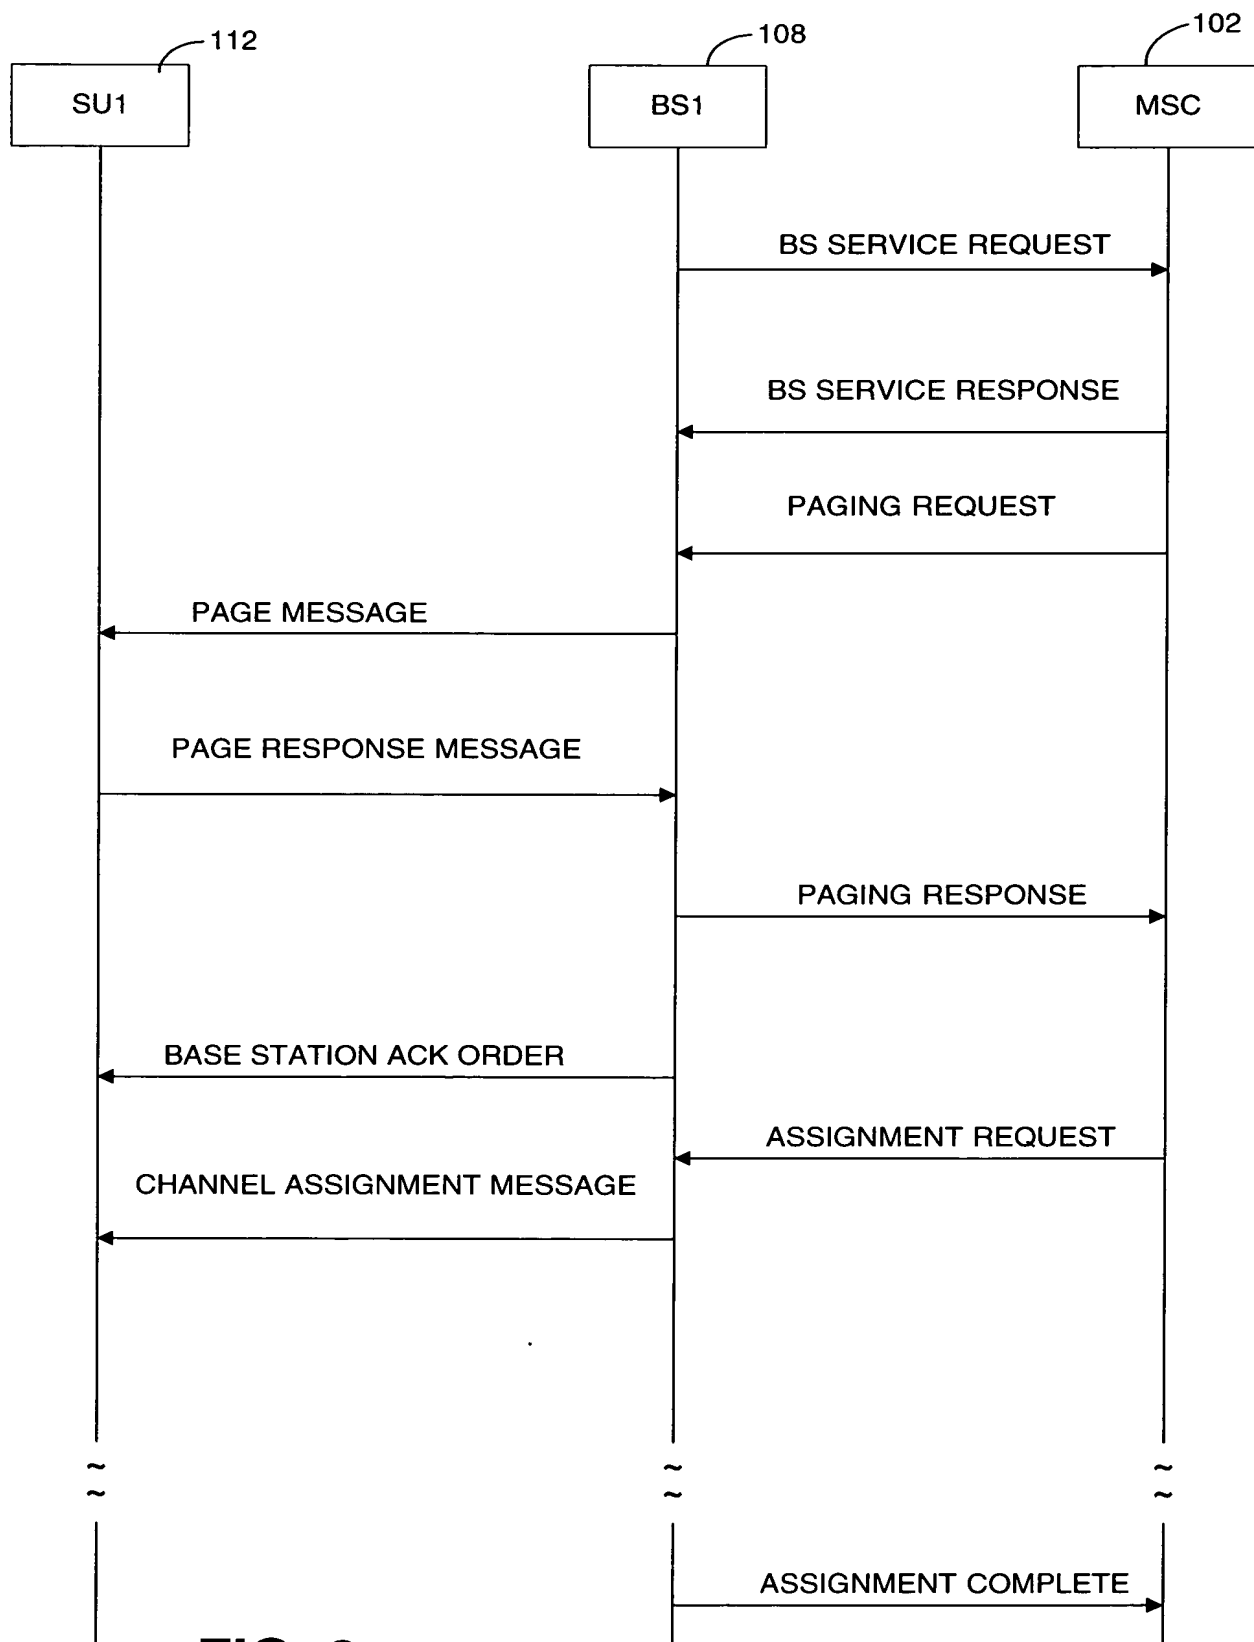 112
108
102
SU1
BS1
MSC
BS SERVICE REQUEST
BS SERVICE RESPONSE
PAGING REQUEST
PAGE MESSAGE
PAGE RESPONSE MESSAGE
PAGING RESPONSE
BASE STATION ACK ORDER
ASSIGNMENT REQUEST
CHANNEL ASSIGNMENT MESSAGE
~ ~ ~
~ ~ ~
ASSIGNMENT COMPLETE